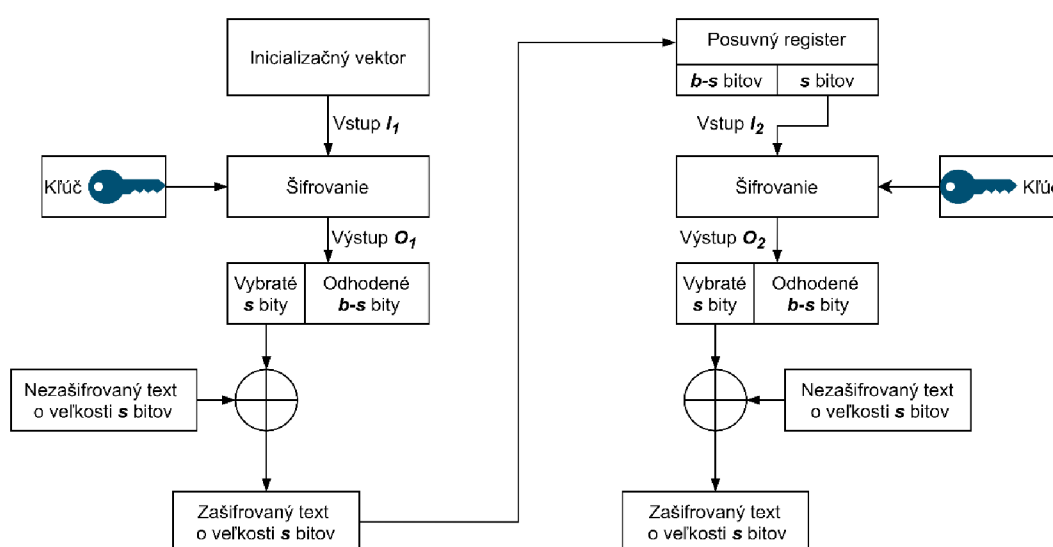 Inicializačný vektor
Vstup I1
Kľúč
Šifrovanie
Výstup O1
Vybraté
s bity
Odhodené
b-s bity
Nezašifrovaný text
o veľkosti s bitov
Zašifrovaný text
o veľkosti s bitov
Posuvný register
b-s bitov
s bitov
Vstup I2
Šifrovanie
Kľúč
Výstup O2
Vybraté
s bity
Odhodené
b-s bity
Nezašifrovaný text
o veľkosti s bitov
Zašifrovaný text
o veľkosti s bitov